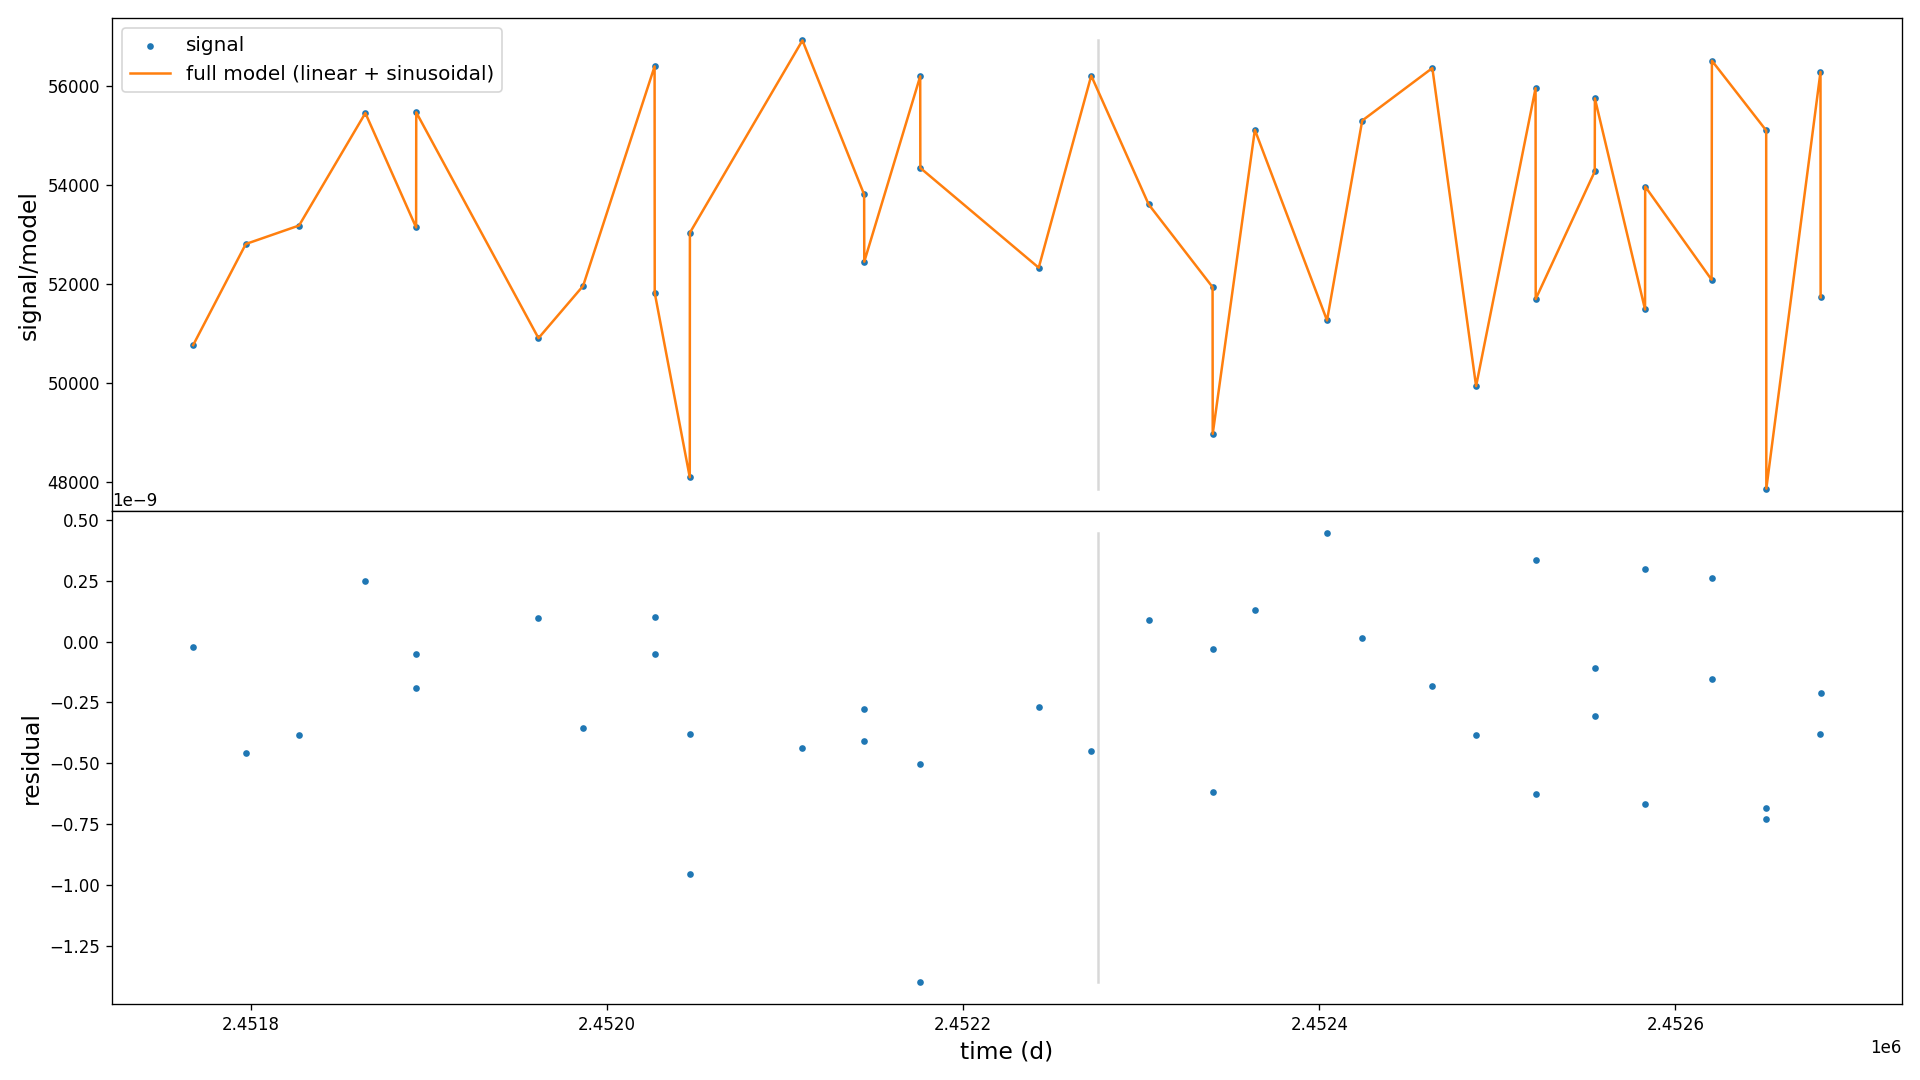 signal
full model (linear + sinusoidal)
56000
54000
52000
50000
48000
signal/model
1e−9
0.50
0.25
0.00
−0.25
−0.50
−0.75
−1.00
−1.25
residual
2.4518
2.4520
2.4522
2.4524
2.4526
1e6
time (d)